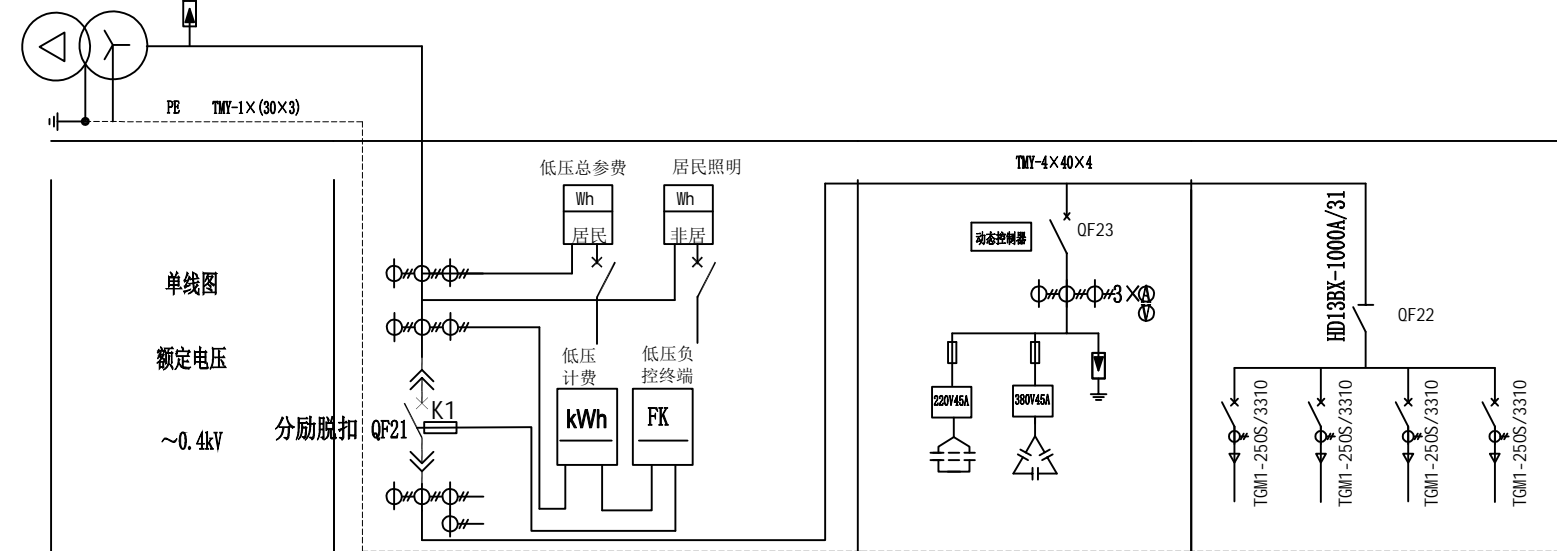 PE TMY-1×(30×3)
TMY-4×40×4
低压总参费
居民照明
Wh
Wh
居民
非居
单线图
额定电压
~0.4kV
分励脱扣
QF21
K1
低压
计费
低压负
控终端
kWh
FK
动态控制器
QF23
3×A
V
220V45A
380V45A
HD13BX-1000A/31
QF22
TGM1-250S/3310
TGM1-250S/3310
TGM1-250S/3310
TGM1-250S/3310